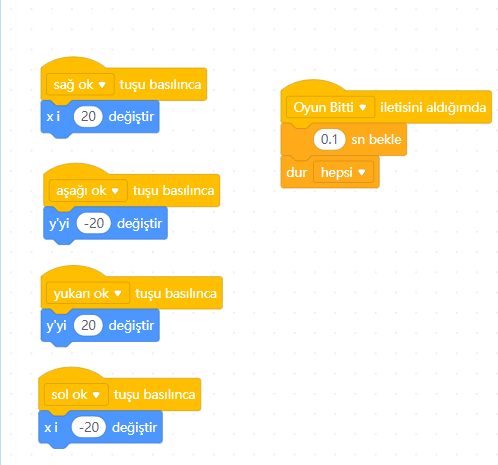 sağ ok tuşu basılınca
x i 20 değiştir
aşağı ok tuşu basılınca
y'yi -20 değiştir
yukarı ok tuşu basılınca
y'yi 20 değiştir
sol ok tuşu basılınca
x i -20 değiştir
Oyun Bitti iletisini aldığımda
0.1 sn bekle
dur hepsi